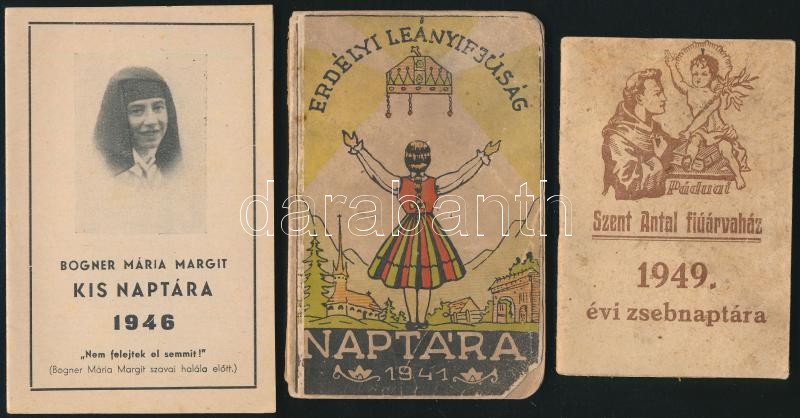 BOGNER MÁRIA MARGIT
KIS NAPTÁRA
1946
„Nem felejtek el semmit!"
(Bogner Mária Margit szavai halála előtt.)
ERDÉLYI LEÁNYIFJÚSÁG
NAPTÁRA
1941
Páduai
Szent Antal fiúárvaház
1949.
évi zsebnaptára
darabanth.com